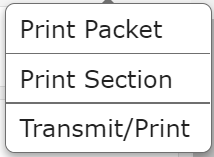 Print Packet
Print Section
Transmit/Print